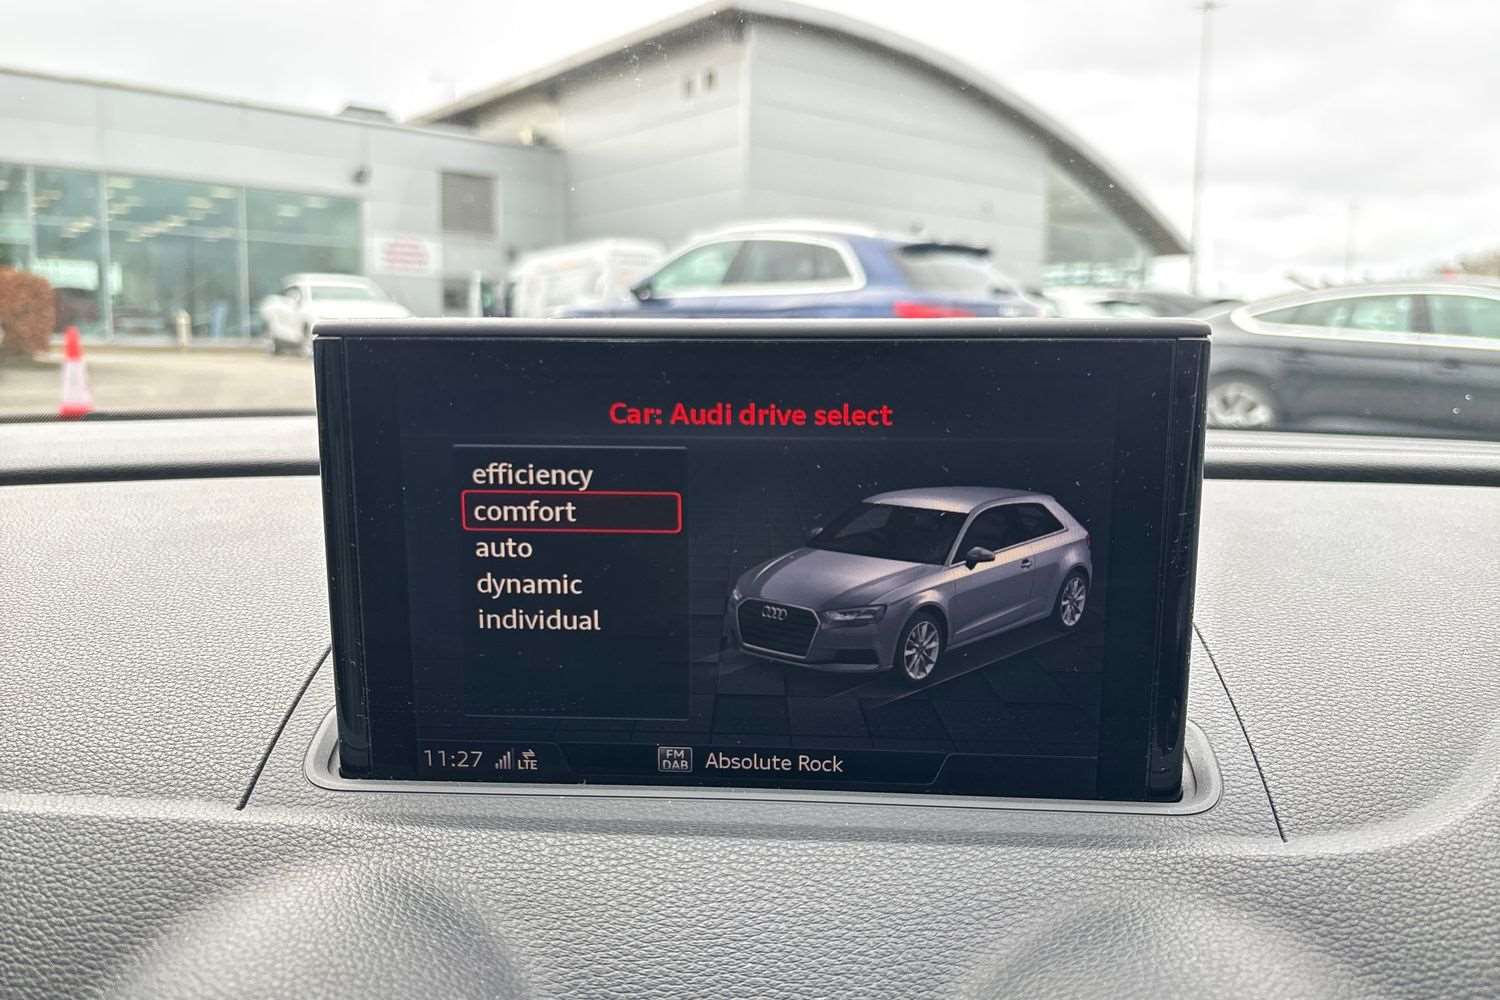 Car: Audi drive select
efficiency
comfort
auto
dynamic
individual
11:27 LTE
FM
DAB
Absolute Rock